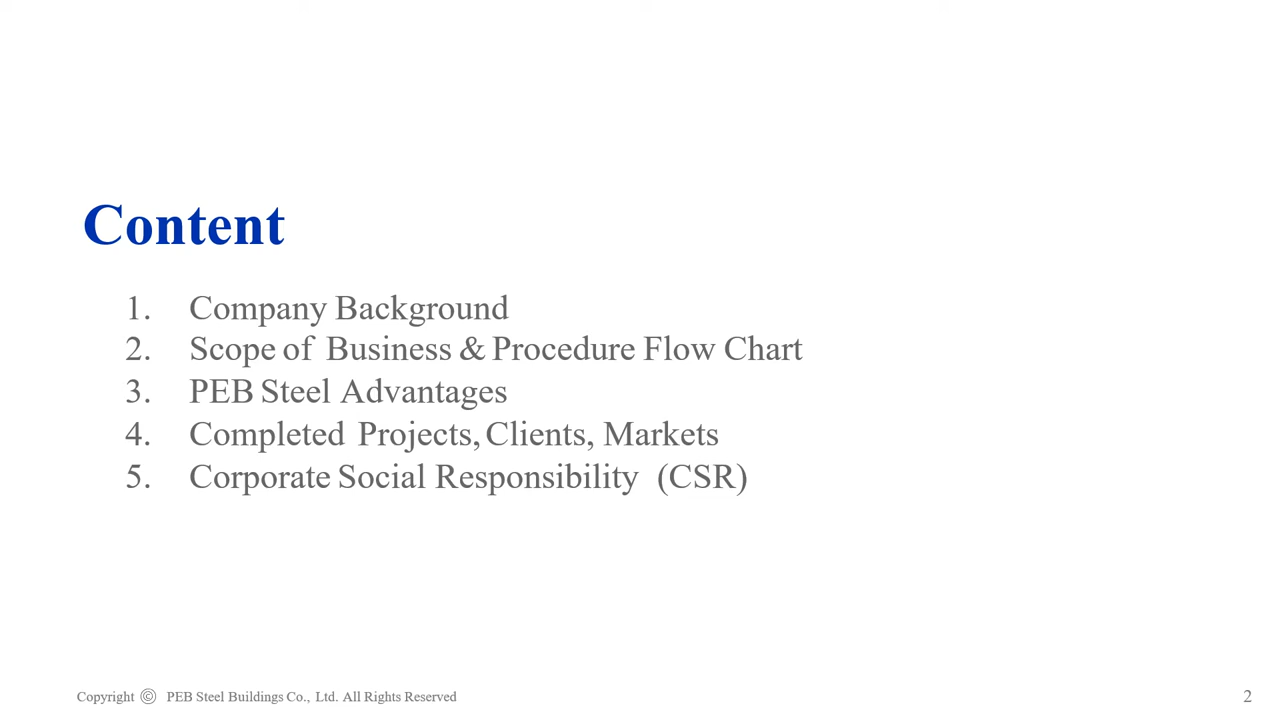 Content
1. Company Background
2. Scope of Business & Procedure Flow Chart
3. PEB Steel Advantages
4. Completed Projects, Clients, Markets
5. Corporate Social Responsibility (CSR)
Copyright © PEB Steel Buildings Co., Ltd. All Rights Reserved
2